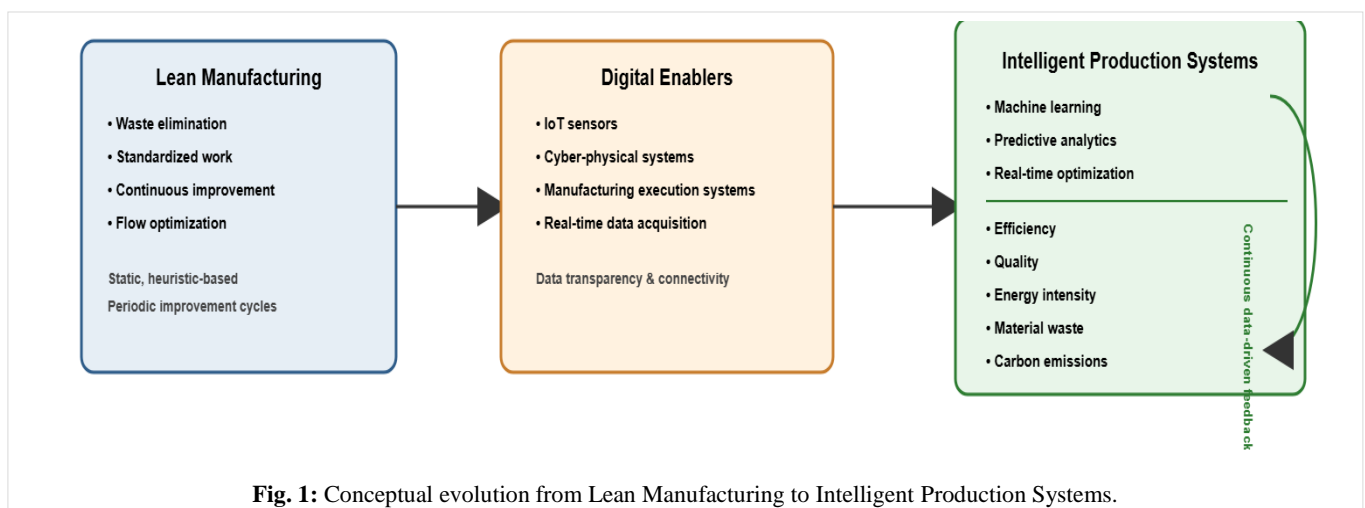 Lean Manufacturing
• Waste elimination
• Standardized work
• Continuous improvement
• Flow optimization
Static, heuristic-based
Periodic improvement cycles
Digital Enablers
• IoT sensors
• Cyber-physical systems
• Manufacturing execution systems
• Real-time data acquisition
Data transparency & connectivity
Intelligent Production Systems
• Machine learning
• Predictive analytics
• Real-time optimization
• Efficiency
• Quality
• Energy intensity
• Material waste
• Carbon emissions
Continuous data-driven feedback
Fig. 1: Conceptual evolution from Lean Manufacturing to Intelligent Production Systems.